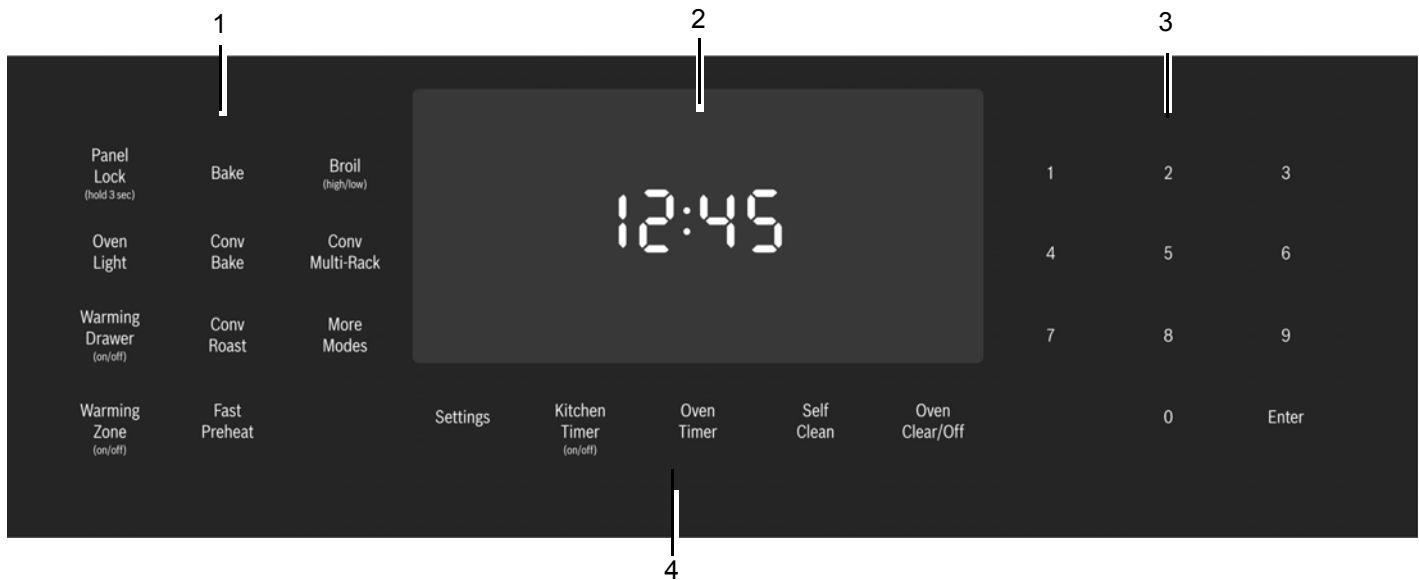 1
2
3
Panel
Lock
(hold 3 sec)
Bake
Broil
(high/low)
Oven
Light
Conv
Bake
Conv
Multi-Rack
Warming
Drawer
(on/off)
Conv
Roast
More
Modes
Warming
Zone
(on/off)
Fast
Preheat
12:45
Settings
Kitchen
Timer
(on/off)
Oven
Timer
Self
Clean
Oven
Clear/Off
1 2 3
4 5 6
7 8 9
0 Enter
4